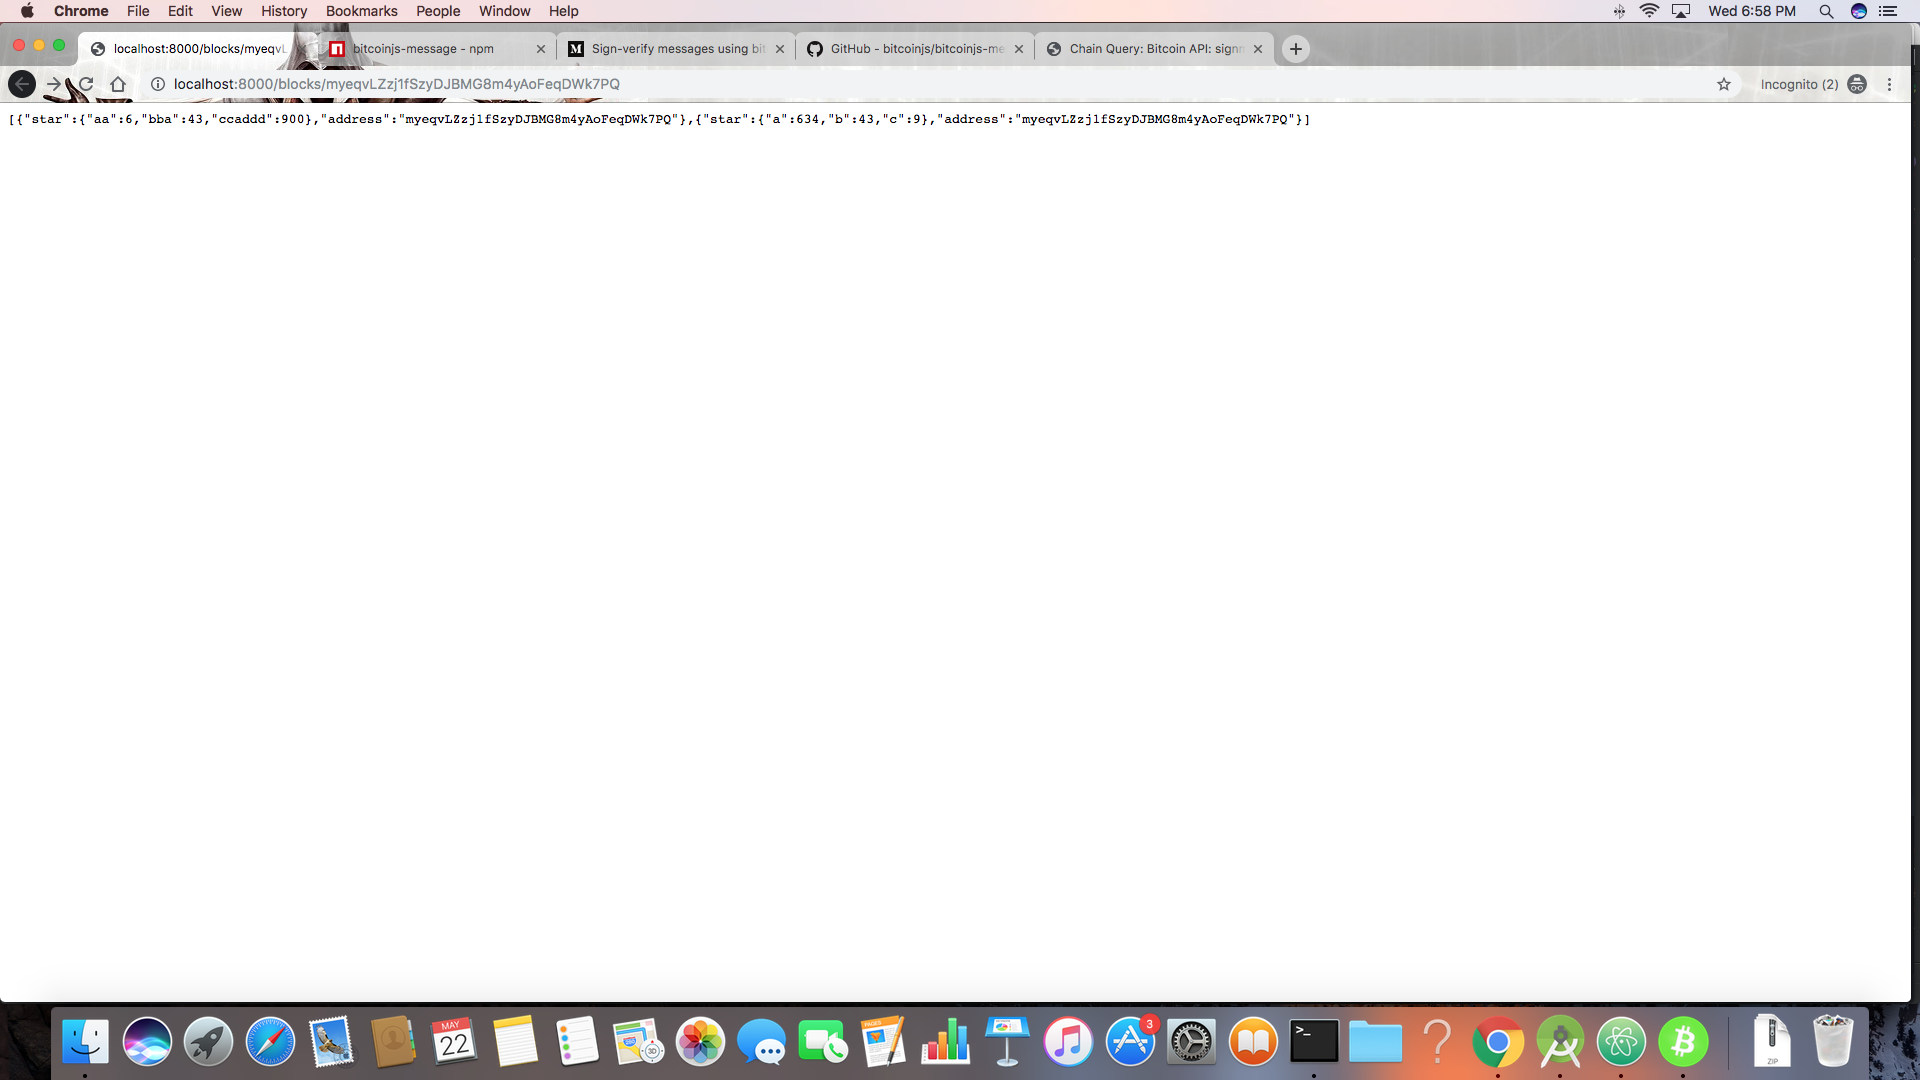 Chrome File Edit View History Bookmarks People Window Help Wed 6:58 PM
localhost:8000/blocks/myeqvL bitcoinjs-message - npm Sign-verify messages using bit GitHub - bitcoinjs/bitcoinjs-me Chain Query: Bitcoin API: signm
localhost:8000/blocks/myeqvLZzj1fSzyDJBMG8m4yAoFeqDWk7PQ Incognito (2)
[{"star":{"aa":6,"bba":43,"ccaddd":900},"address":"myeqvLZzj1fSzyDJBMG8m4yAoFeqDWk7PQ"},{"star":{"a":634,"b":43,"c":9},"address":"myeqvLZzj1fSzyDJBMG8m4yAoFeqDWk7PQ"}]
MAY
22
3D
PAGES
3
>_
ZIP